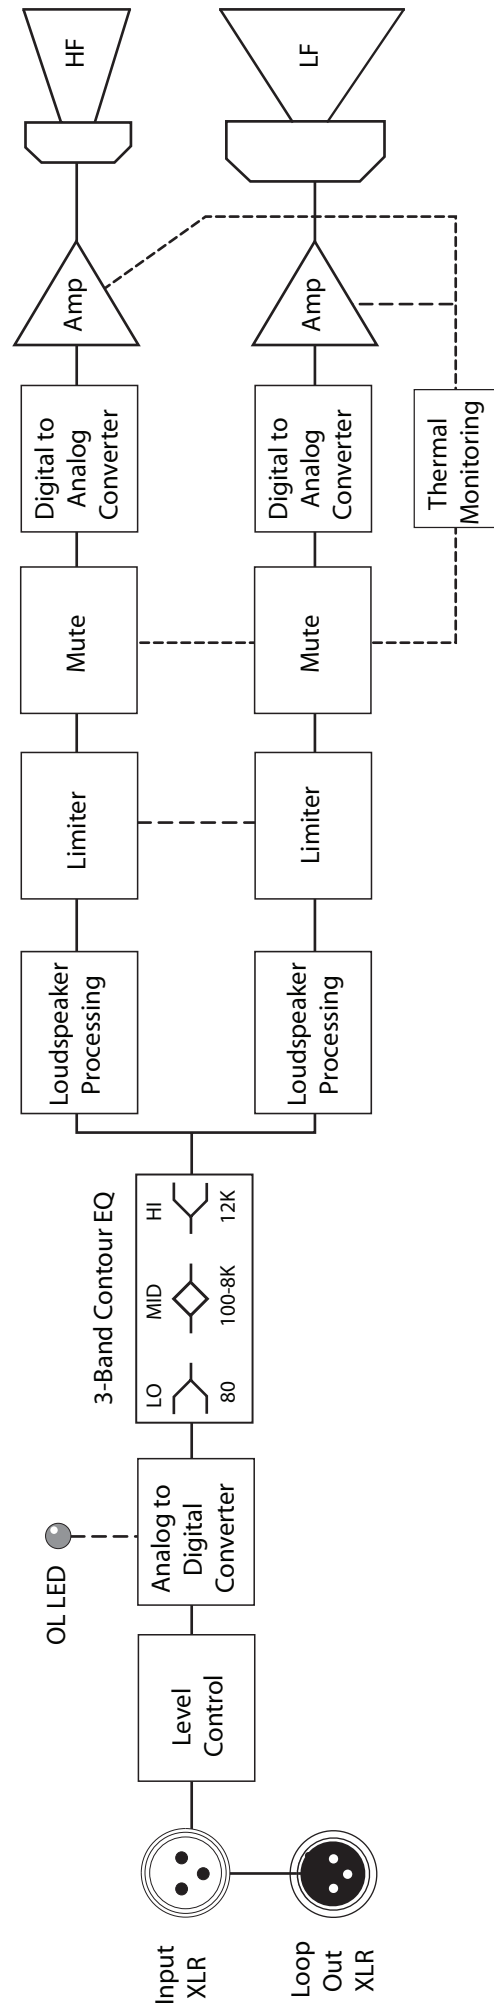 Input
XLR
Loop
Out
XLR
Level
Control
OL LED
Analog to
Digital
Converter
3-Band Contour EQ
LO
MID
HI
80
100-8K
12K
Loudspeaker
Processing
Limiter
Mute
Digital to
Analog
Converter
Amp
HF
Loudspeaker
Processing
Limiter
Mute
Digital to
Analog
Converter
Amp
LF
Thermal
Monitoring